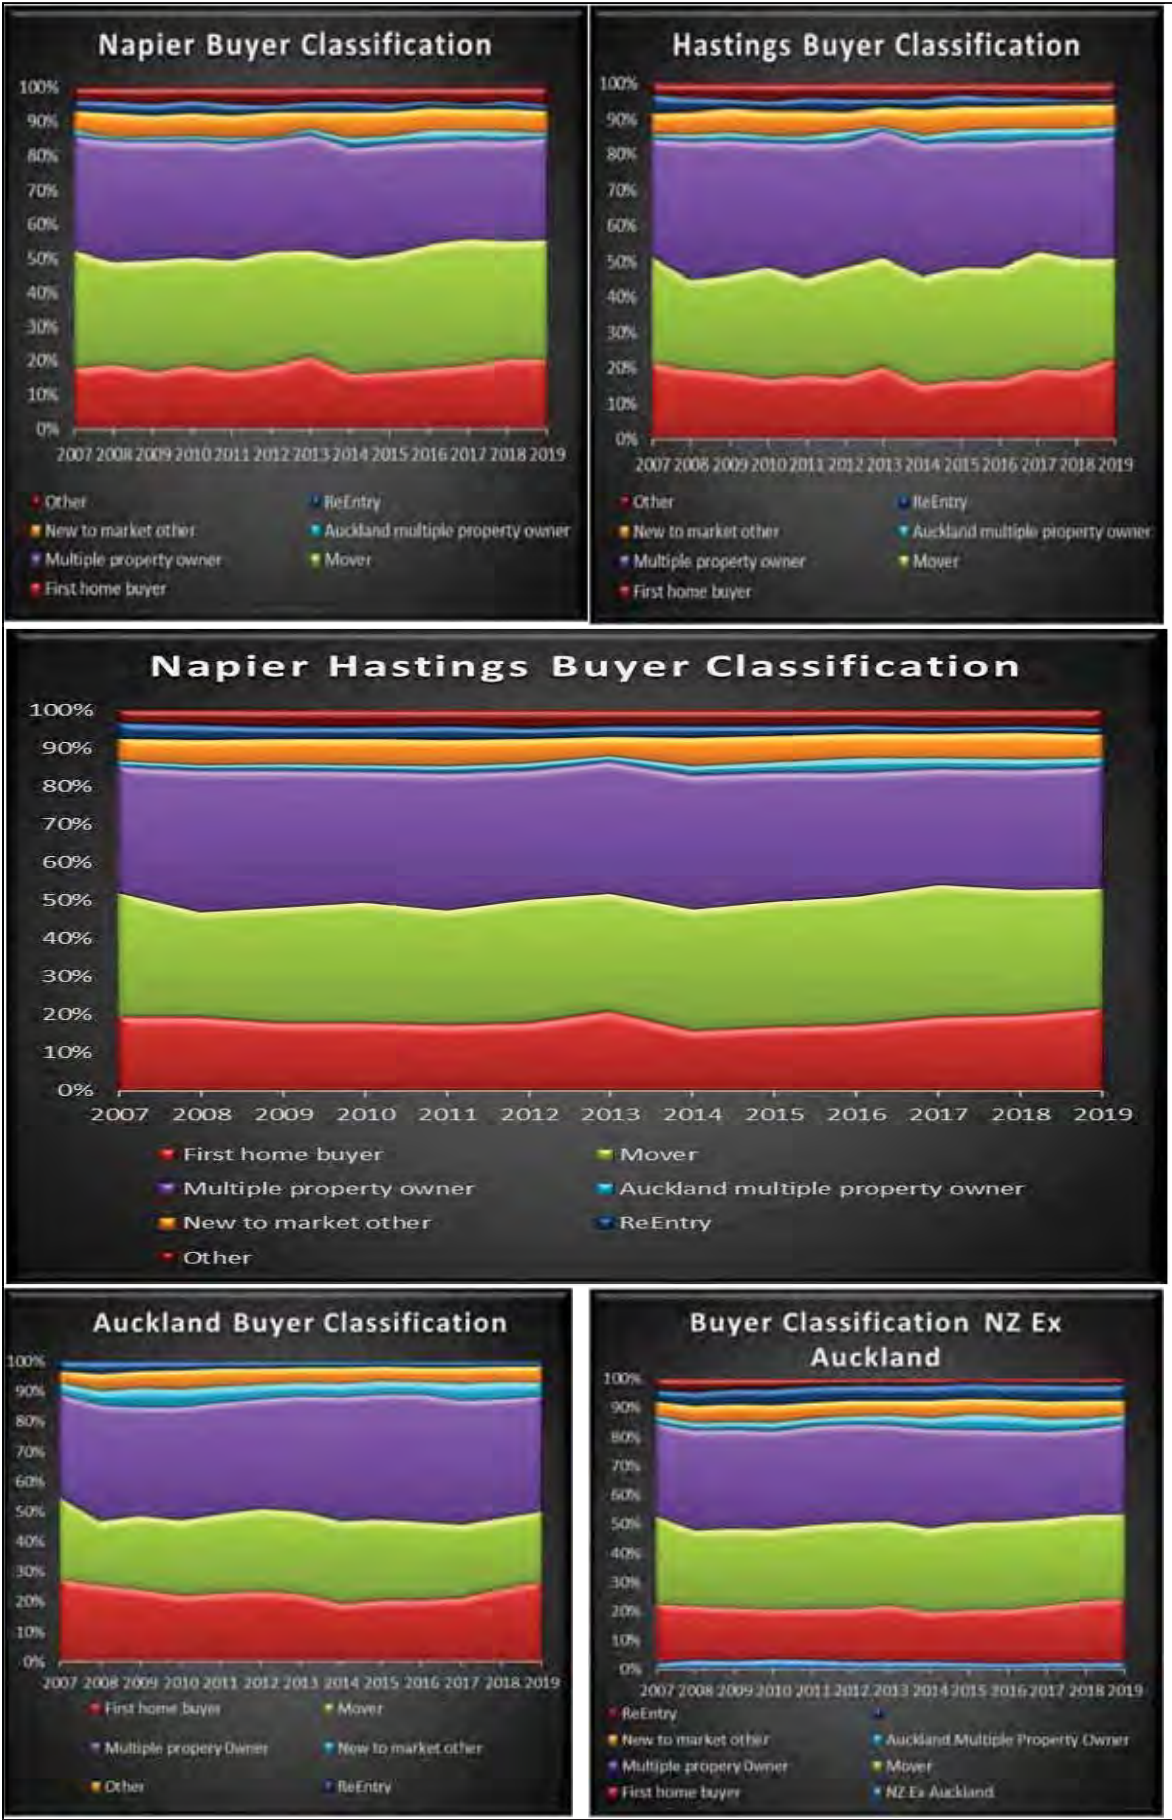 Napier Buyer Classification
100%
90%
80%
70%
60%
50%
40%
30%
20%
10%
0%
2007 2008 2009 2010 2011 2012 2013 2014 2015 2016 2017 2018 2019
Other ReEntry
New to market other Auckland multiple property owner
Multiple property owner Mover
First home buyer
Hastings Buyer Classification
100%
90%
80%
70%
60%
50%
40%
30%
20%
10%
0%
2007 2008 2009 2010 2011 2012 2013 2014 2015 2016 2017 2018 2019
Other ReEntry
New to market other Auckland multiple property owner
Multiple property owner Mover
First home buyer
Napier Hastings Buyer Classification
100%
90%
80%
70%
60%
50%
40%
30%
20%
10%
0%
2007 2008 2009 2010 2011 2012 2013 2014 2015 2016 2017 2018 2019
First home buyer Mover
Multiple property owner Auckland multiple property owner
New to market other ReEntry
Other
Auckland Buyer Classification
100%
90%
80%
70%
60%
50%
40%
30%
20%
10%
0%
2007 2008 2009 2010 2011 2012 2013 2014 2015 2016 2017 2018 2019
First home buyer Mover
Multiple propery Owner New to market other
Other ReEntry
Buyer Classification NZ Ex
Auckland
100%
90%
80%
70%
60%
50%
40%
30%
20%
10%
0%
2007 2008 2009 2010 2011 2012 2013 2014 2015 2016 2017 2018 2019
ReEntry
New to market other Auckland Multiple Property Owner
Multiple propery Owner Mover
First home buyer NZ Ex Auckland